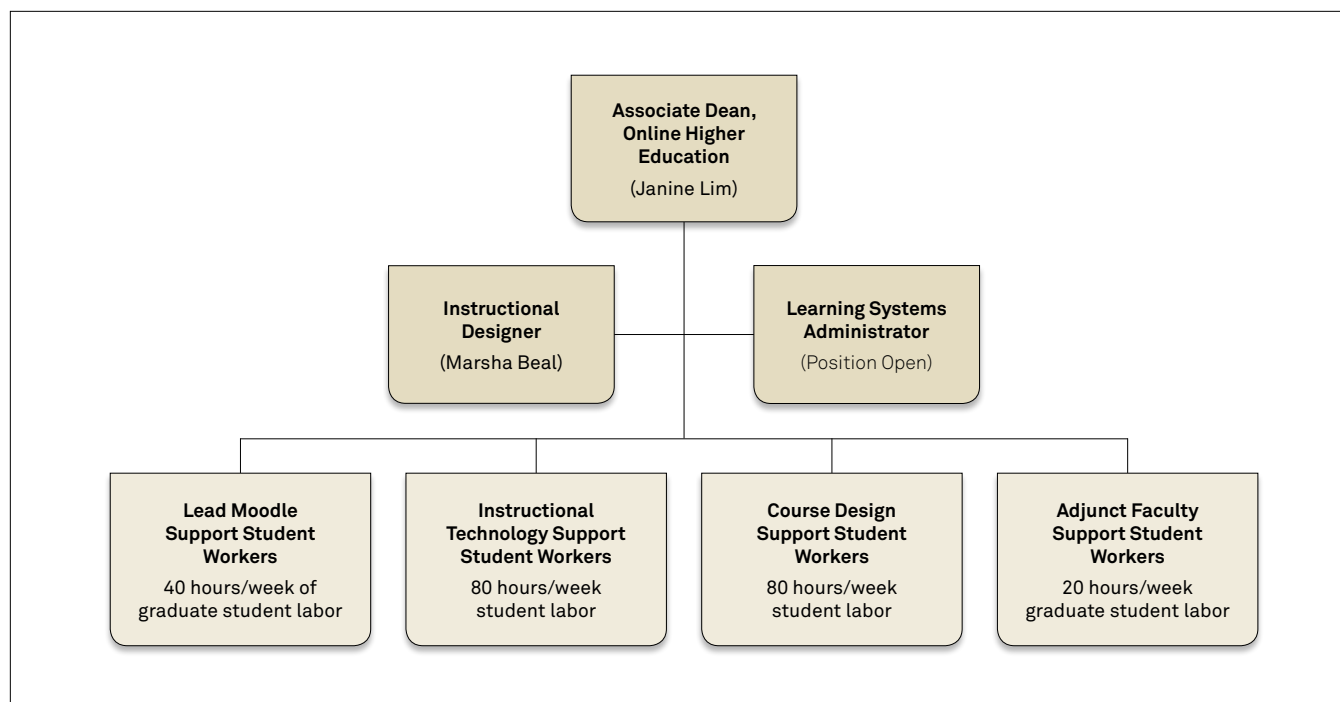 Associate Dean,
Online Higher
Education
(Janine Lim)
Instructional
Designer
(Marsha Beal)
Learning Systems
Administrator
(Position Open)
Lead Moodle
Support Student
Workers
40 hours/week of
graduate student labor
Instructional
Technology Support
Student Workers
80 hours/week
student labor
Course Design
Support Student
Workers
80 hours/week
student labor
Adjunct Faculty
Support Student
Workers
20 hours/week
graduate student labor